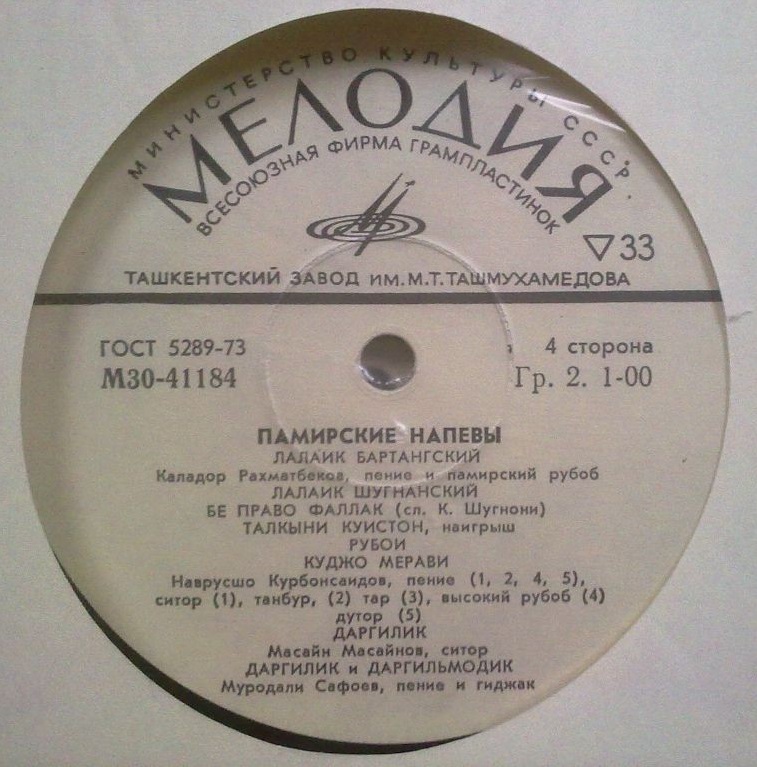 МИНИСТЕРСТВО КУЛЬТУРЫ СССР
МЕЛОДИЯ
ВСЕСОЮЗНАЯ ФИРМА ГРАМПЛАСТИНОК
33
ТАШКЕНТСКИЙ ЗАВОД ИМ. М. Т. ТАШМУХАМЕДОВА
ГОСТ 5289-73
4 сторона
М30-41184
Гр. 2. 1-00
ПАМИРСКИЕ НАПЕВЫ
ЛАЛАИК БАРТАНГСКИЙ
Каладор Рахматбеков, пение и памирский рубоб
ЛАЛАИК ШУГНАНСКИЙ
БЕ ПРАВО ФАЛЛАК (сл. К. Шугнони)
ТАЛКЫНИ КУИСТОН, наигрыш
РУБОИ
КУДЖО МЕРАВИ
Наврусшо Курбонсаидов, пение (1, 2, 4, 5),
ситор (1), танбур, (2) тар (3), высокий рубоб (4)
дутор (5)
ДАРГИЛИК
Масайн Масайнов, ситор
ДАРГИЛИК и ДАРГИЛЬМОДИК
Муродали Сафоев, пение и гиджак